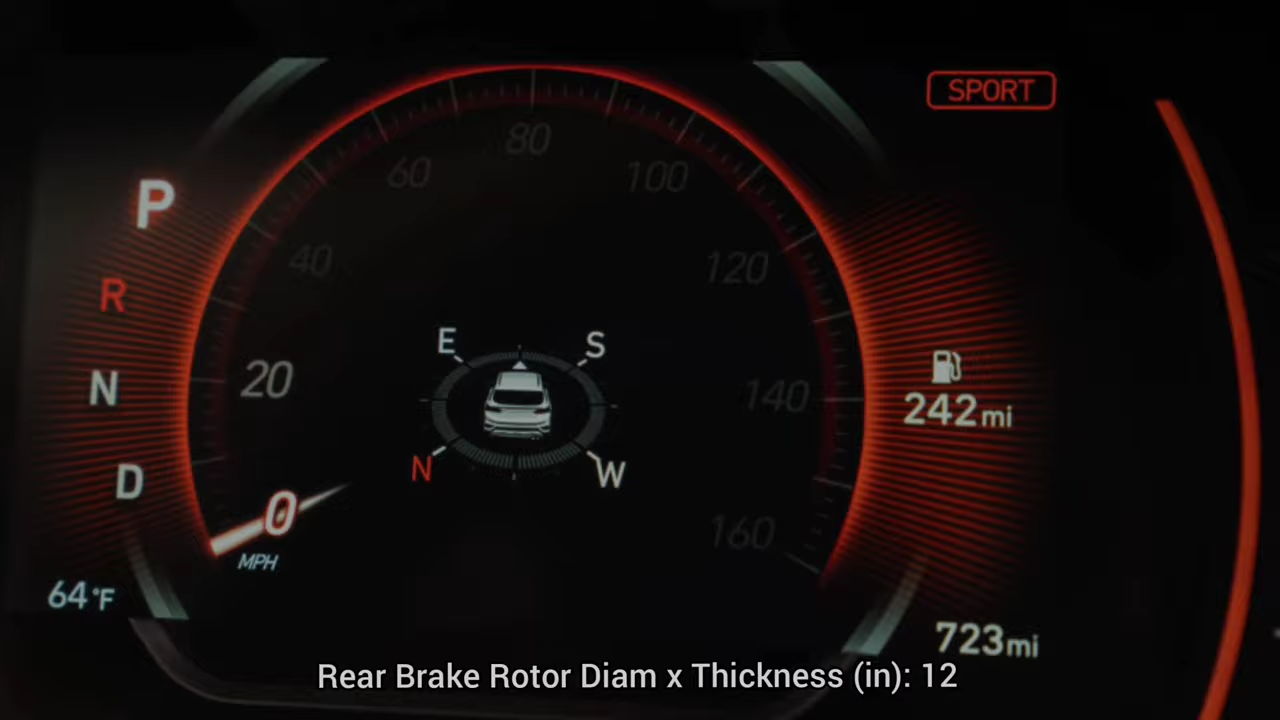 SPORT
80
60
100
P
40
120
R
E
S
N
20
140
242mi
N
W
D
0
160
MPH
64°F
723mi
Rear Brake Rotor Diam x Thickness (in): 12